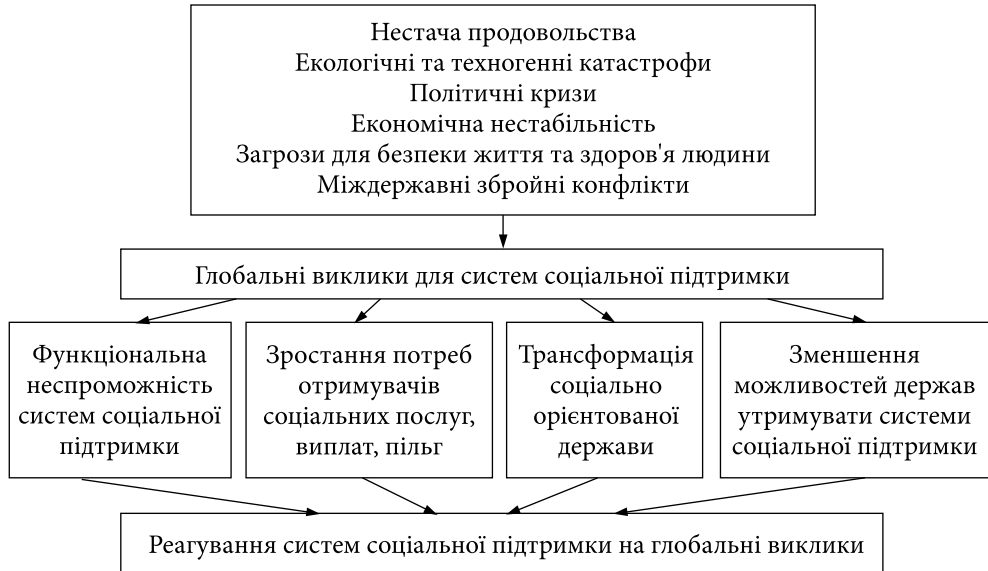 Нестача продовольства
Екологічні та техногенні катастрофи
Політичні кризи
Економічна нестабільність
Загрози для безпеки життя та здоров'я людини
Міждержавні збройні конфлікти
Глобальні виклики для систем соціальної підтримки
Функціональна
неспроможність
систем соціальної
підтримки
Зростання потреб
отримувачів
соціальних послуг,
виплат, пільг
Трансформація
соціально
орієнтованої
держави
Зменшення
можливостей держав
утримувати системи
соціальної підтримки
Реагування систем соціальної підтримки на глобальні виклики